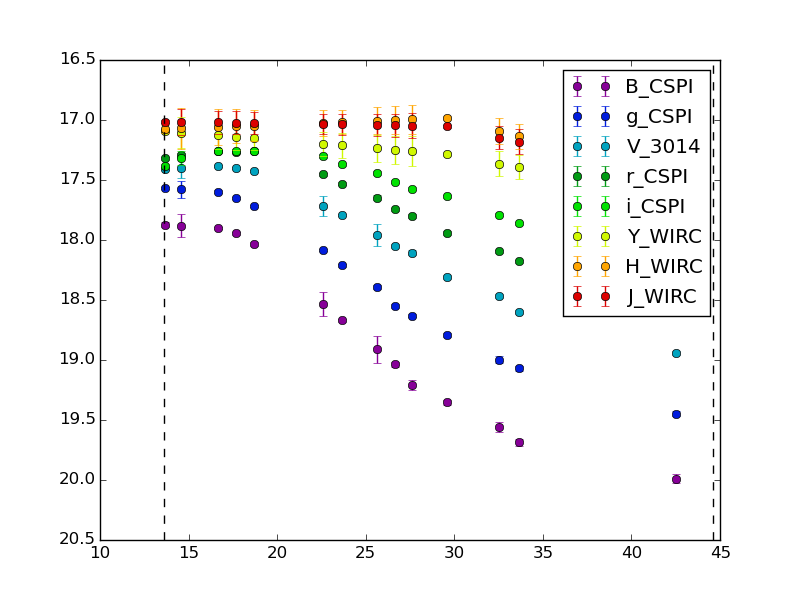 16.5
17.0
17.5
18.0
18.5
19.0
19.5
20.0
20.5
10 15 20 25 30 35 40 45
B_CSPI
g_CSPI
V_3014
r_CSPI
i_CSPI
Y_WIRC
H_WIRC
J_WIRC